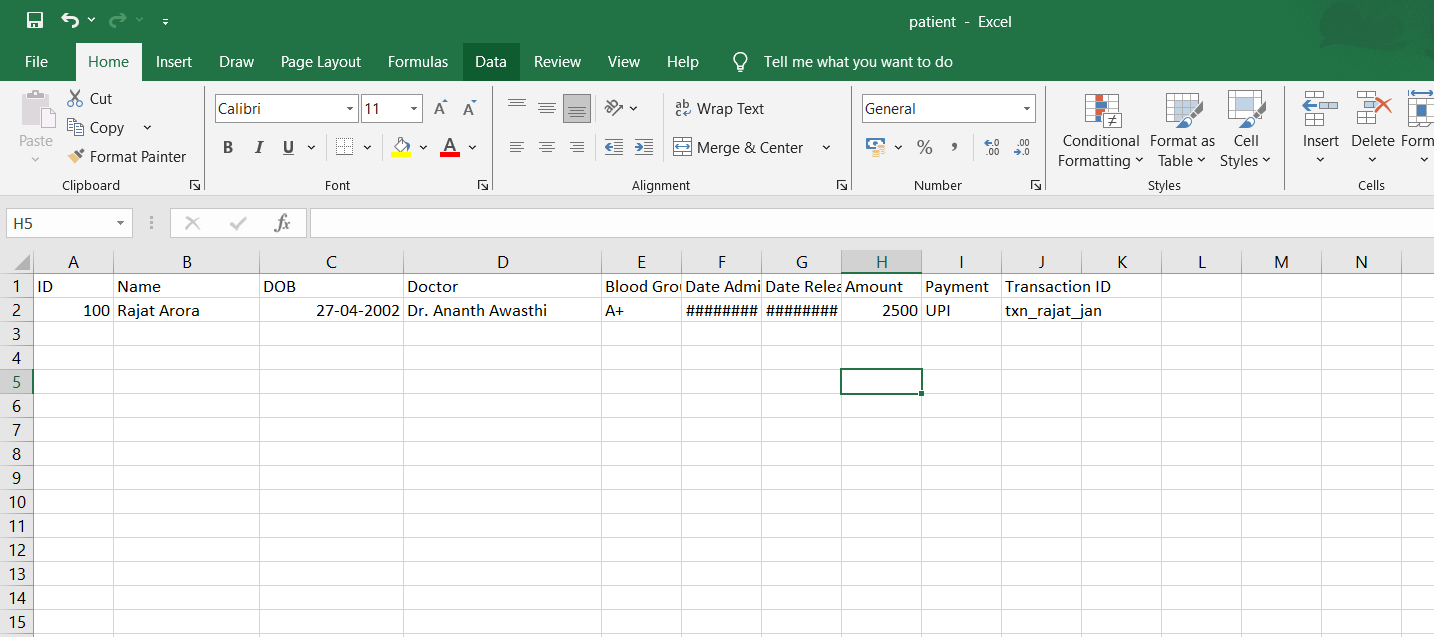 patient - Excel
File Home Insert Draw Page Layout Formulas Data Review View Help Tell me what you want to do
Paste
Cut
Copy
Format Painter
Clipboard
Calibri 11 A A
B I U A
Font
ab Wrap Text
Merge & Center
Alignment
General
% , .00 .00
Number
Conditional Formatting
Format as Table
Cell Styles
Styles
Insert Delete Form
Cells
H5 fx
A B C D E F G H I J K L M N
1 ID Name DOB Doctor Blood Gro Date Admi Date Relea Amount Payment Transaction ID
2 100 Rajat Arora 27-04-2002 Dr. Ananth Awasthi A+ ######## ######## 2500 UPI txn_rajat_jan
3
4
5
6
7
8
9
10
11
12
13
14
15